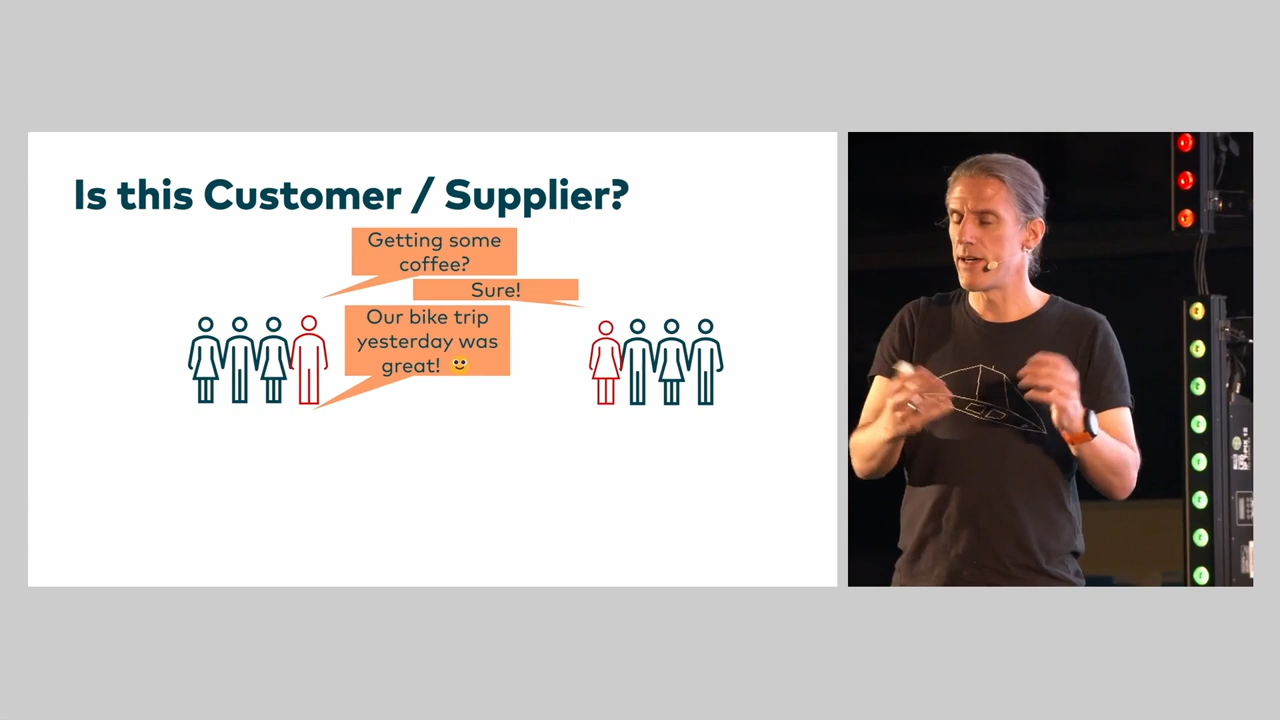 Is this Customer / Supplier?
Getting some
coffee?
Sure!
Our bike trip
yesterday was
great! 🙂